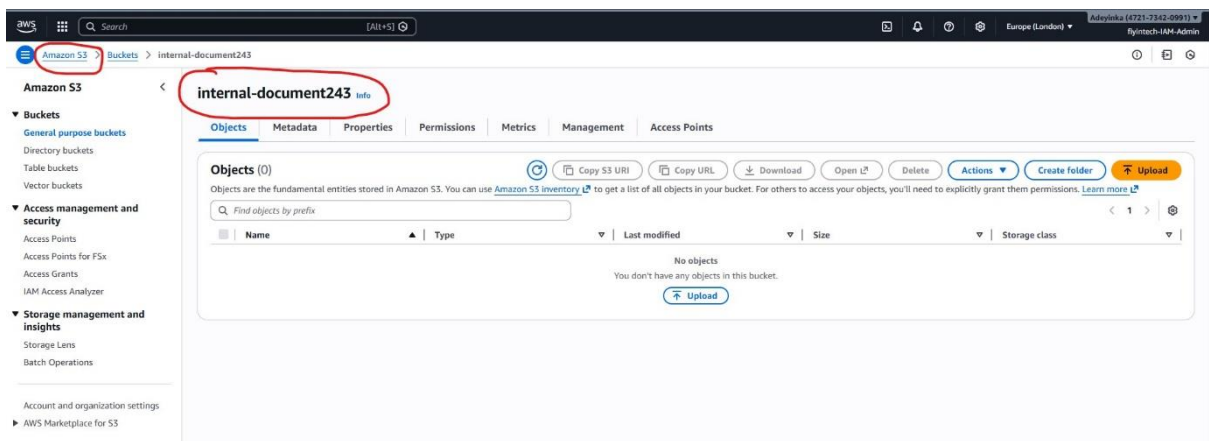 aws
Search
[Alt+S]
Europe (London) ▼
Adeyinka (4721-7342-0991) ▼
flyintech-IAM-Admin
Amazon S3 > Buckets > internal-document243
Amazon S3
▼ Buckets
General purpose buckets
Directory buckets
Table buckets
Vector buckets
▼ Access management and
security
Access Points
Access Points for FSx
Access Grants
IAM Access Analyzer
▼ Storage management and
insights
Storage Lens
Batch Operations
Account and organization settings
▶ AWS Marketplace for S3
internal-document243 Info
Objects Metadata Properties Permissions Metrics Management Access Points
Objects (0)
Copy S3 URI Copy URL Download Open Delete Actions ▼ Create folder Upload
Objects are the fundamental entities stored in Amazon S3. You can use Amazon S3 inventory to get a list of all objects in your bucket. For others to access your objects, you'll need to explicitly grant them permissions. Learn more
Find objects by prefix
< 1 >
Name Type Last modified Size Storage class
No objects
You don't have any objects in this bucket.
Upload